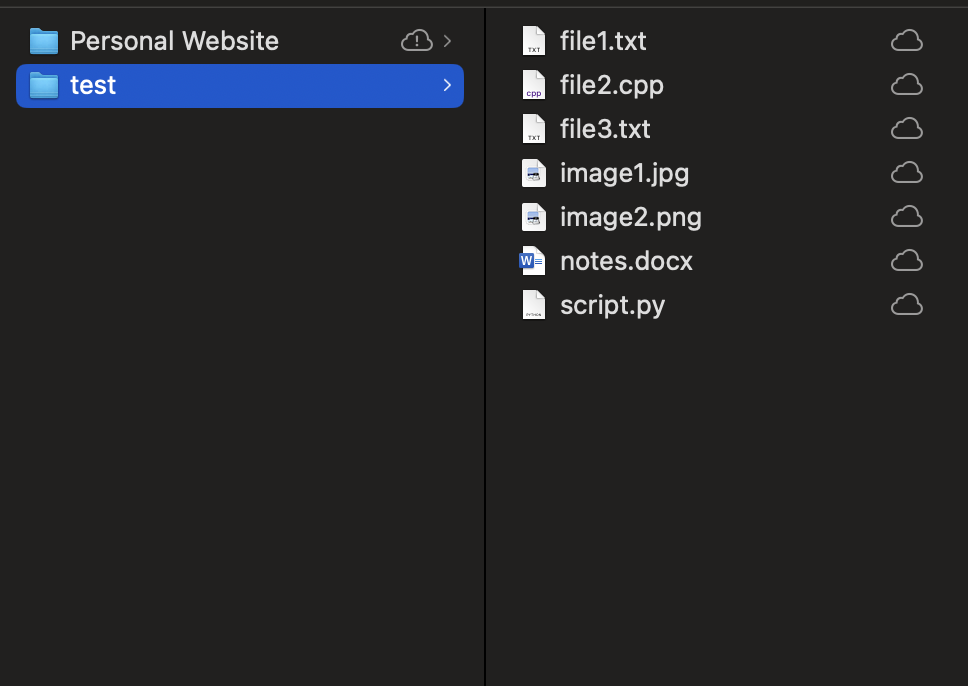 Personal Website
test
file1.txt
file2.cpp
file3.txt
image1.jpg
image2.png
notes.docx
script.py
TXT
cpp
TXT
W
PYTHON